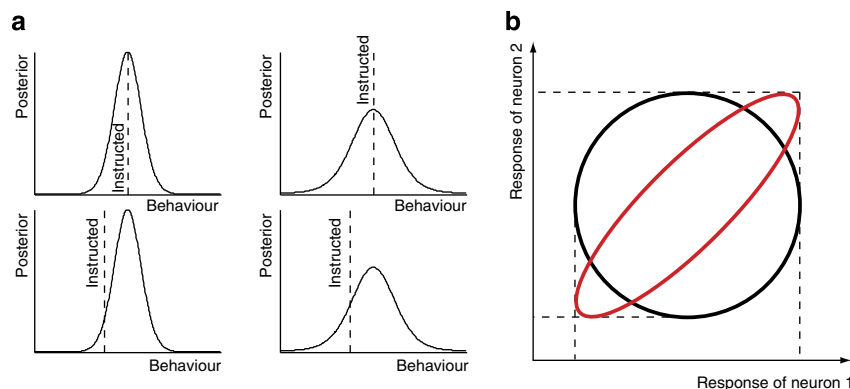 a
Posterior
Instructed
Behaviour
Posterior
Instructed
Behaviour
Posterior
Instructed
Behaviour
Posterior
Instructed
Behaviour
b
Response of neuron 2
Response of neuron 1